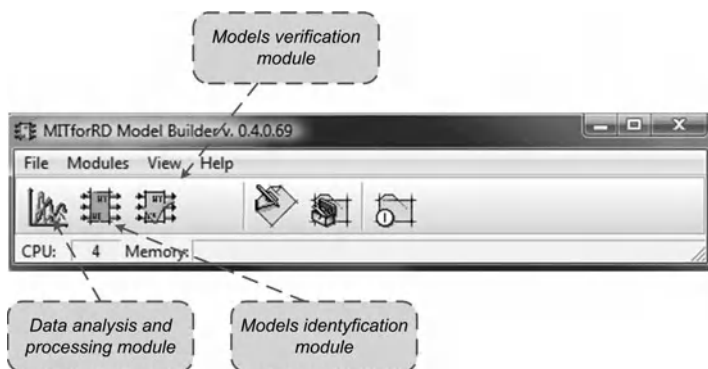 Models verification
module
MITforRD Model Builder v. 0.4.0.69
File Modules View Help
CPU: 4 Memory:
Data analysis and
processing module
Models identyfication
module